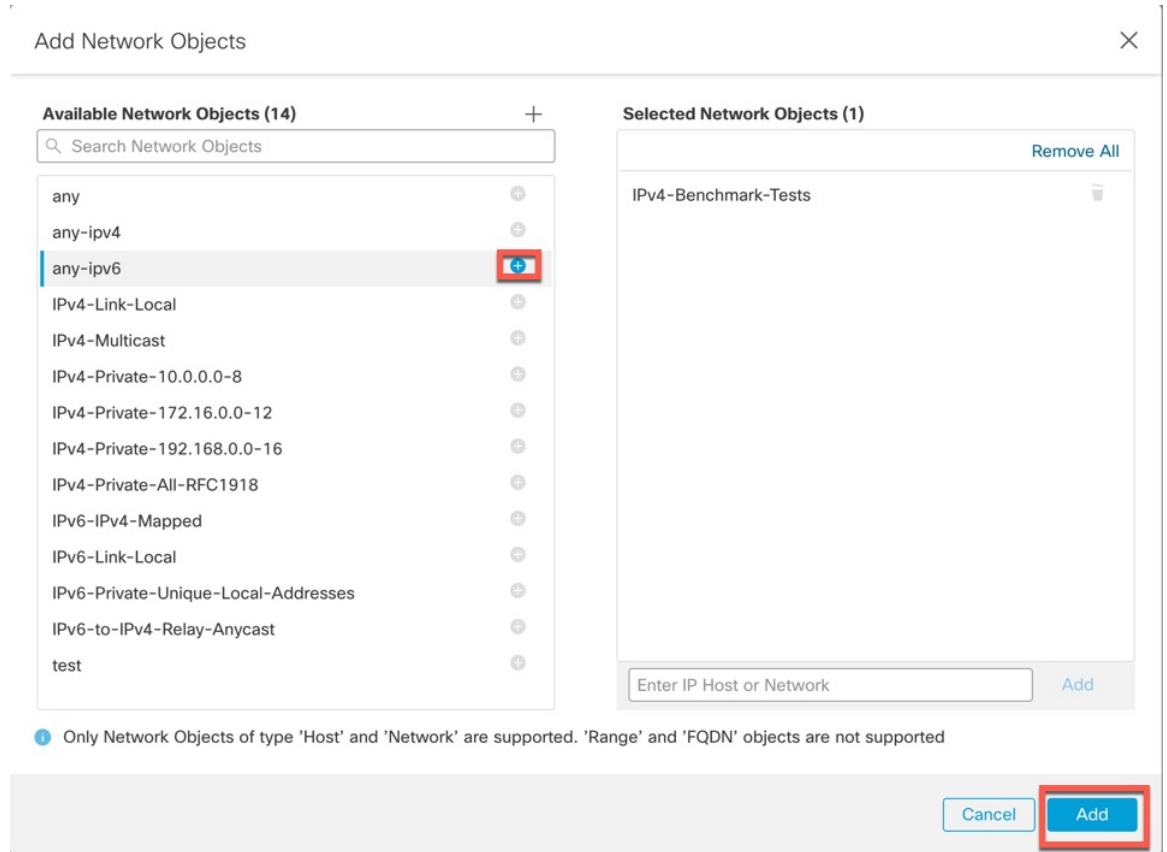 Add Network Objects
Available Network Objects (14)
Search Network Objects
any
any-ipv4
any-ipv6
IPv4-Link-Local
IPv4-Multicast
IPv4-Private-10.0.0.0-8
IPv4-Private-172.16.0.0-12
IPv4-Private-192.168.0.0-16
IPv4-Private-All-RFC1918
IPv6-IPv4-Mapped
IPv6-Link-Local
IPv6-Private-Unique-Local-Addresses
IPv6-to-IPv4-Relay-Anycast
test
Selected Network Objects (1)
Remove All
IPv4-Benchmark-Tests
Enter IP Host or Network
Add
Only Network Objects of type 'Host' and 'Network' are supported. 'Range' and 'FQDN' objects are not supported
Cancel
Add